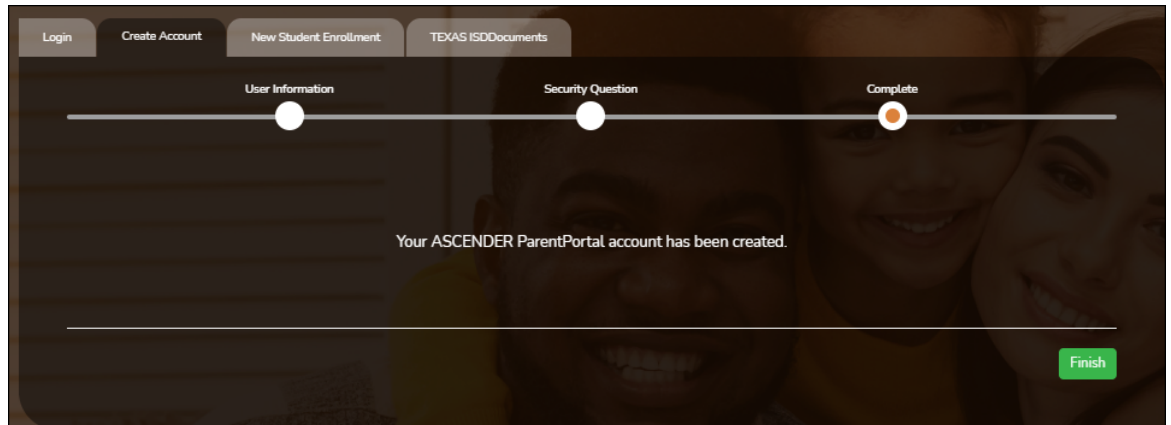 Login
Create Account
New Student Enrollment
TEXAS ISDDocuments
User Information
Security Question
Complete
Your ASCENDER ParentPortal account has been created.
Finish